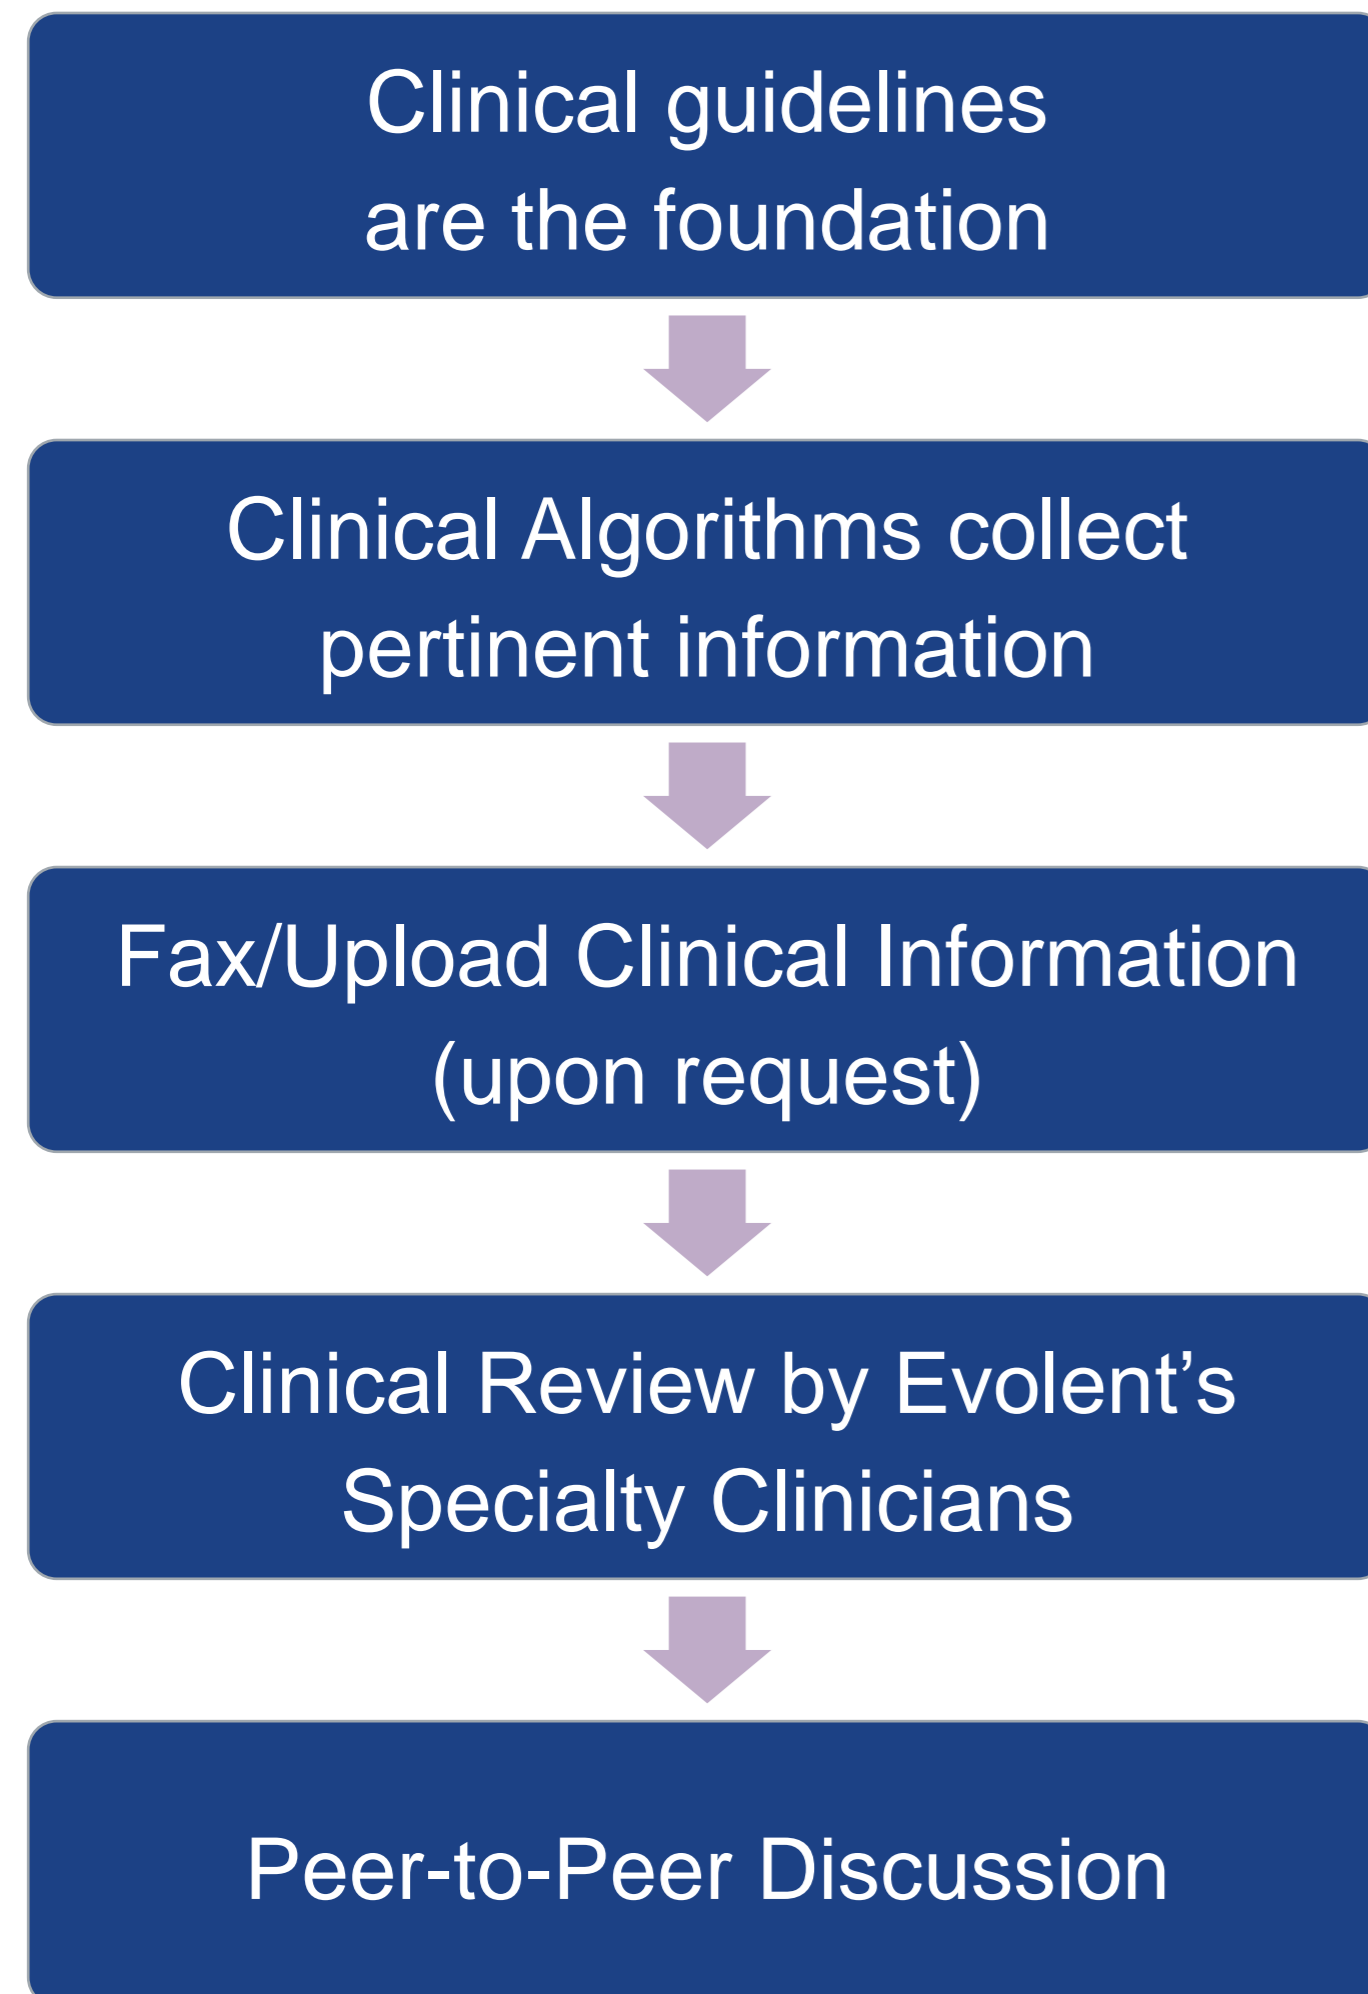 Clinical guidelines
are the foundation
Clinical Algorithms collect
pertinent information
Fax/Upload Clinical Information
(upon request)
Clinical Review by Evolent’s
Specialty Clinicians
Peer-to-Peer Discussion